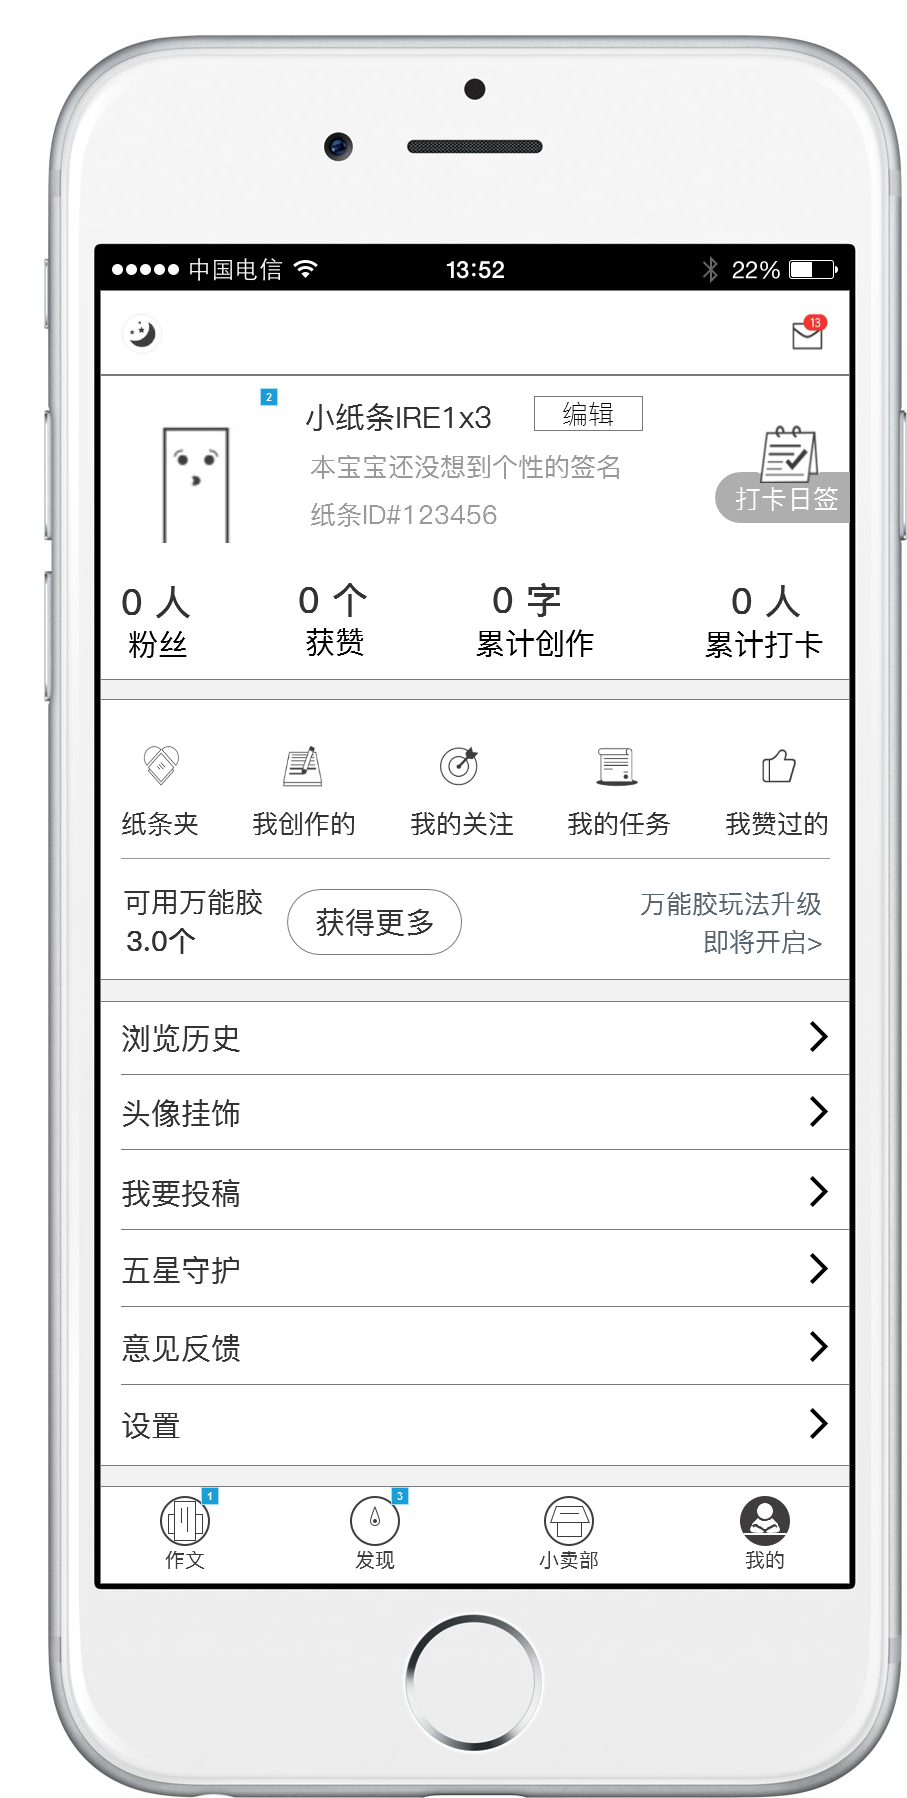 中国电信 13:52 22%
13
2
小纸条IRE1x3 编辑
本宝宝还没想到个性的签名
纸条ID#123456
打卡日签
0 人 0 个 0 字 0 人
粉丝 获赞 累计创作 累计打卡
纸条夹 我创作的 我的关注 我的任务 我赞过的
可用万能胶
3.0个
获得更多
万能胶玩法升级
即将开启>
浏览历史
头像挂饰
我要投稿
五星守护
意见反馈
设置
1 3
作文 发现 小卖部 我的